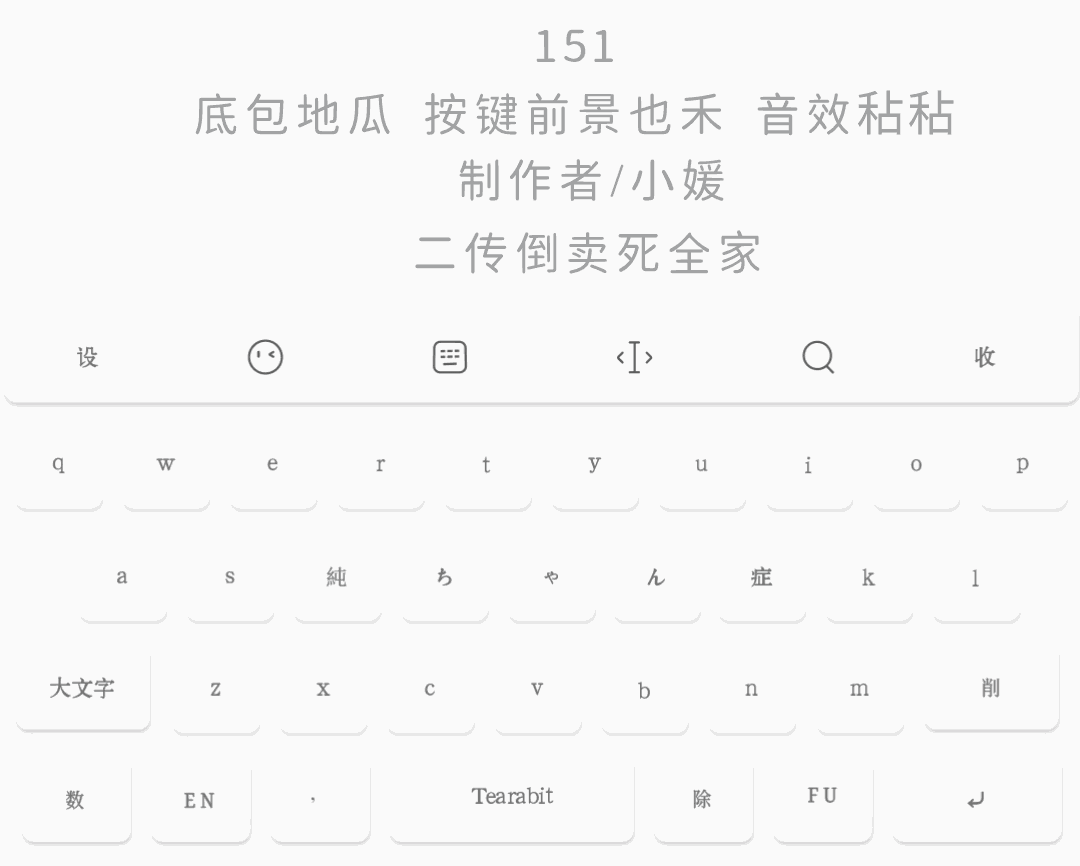 151
底包地瓜 按键前景也禾 音效秥秥
制作者/小媛
二传倒卖死全家
设 收
q w e r t y u i o p
a s 純 ち ゃ ん 症 k l
大文字 z x c v b n m 削
数 EN , Tearabit 除 FU